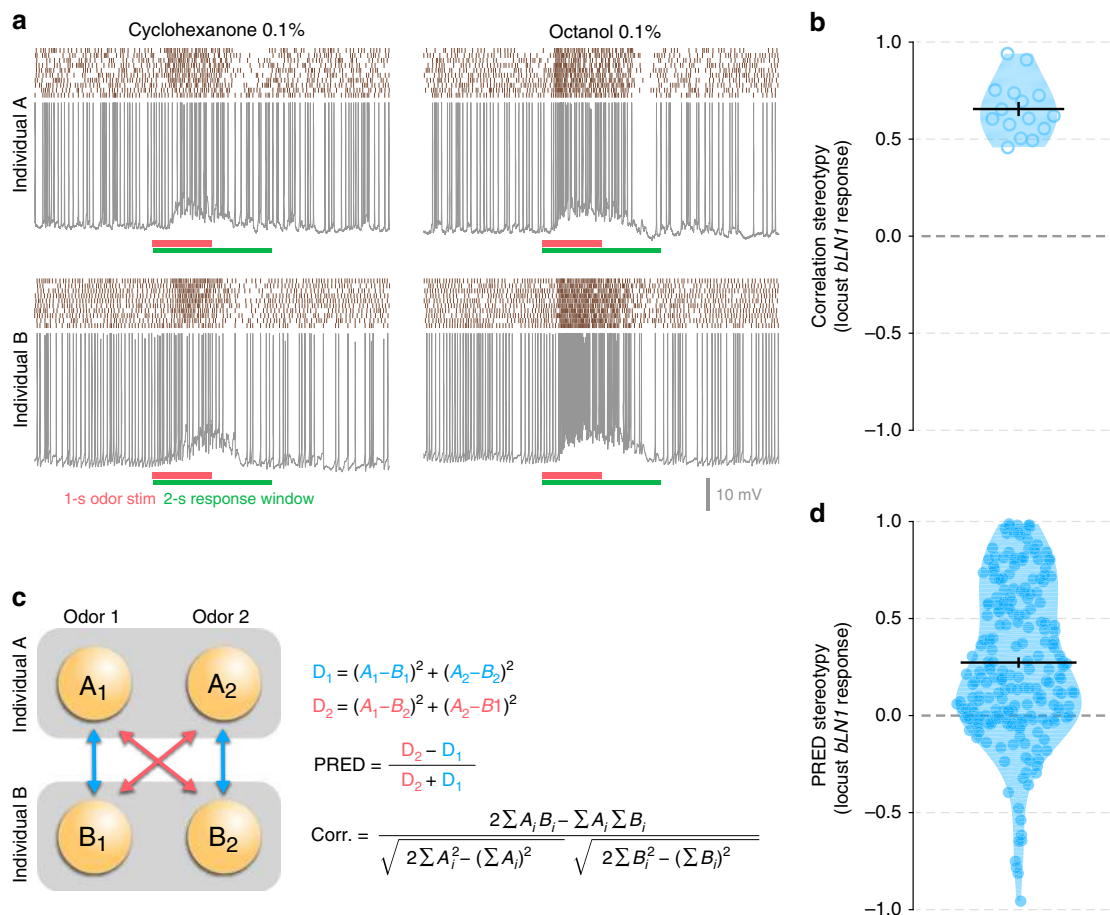 a
Cyclohexanone 0.1%
Octanol 0.1%
Individual A
Individual B
1-s odor stim 2-s response window
10 mV
b
1.0
0.5
0.0
–0.5
–1.0
Correlation stereotypy
(locust bLN1 response)
c
Odor 1 Odor 2
Individual A
A1 A2
Individual B
B1 B2
D1 = (A1–B1)2 + (A2–B2)2
D2 = (A1–B2)2 + (A2–B1)2
PRED = D2 – D1
D2 + D1
Corr. = 2∑AiBi – ∑Ai∑Bi
√2∑Ai2 – (∑Ai)2 √2∑Bi2 – (∑Bi)2
d
1.0
0.5
0.0
–0.5
–1.0
PRED stereotypy
(locust bLN1 response)